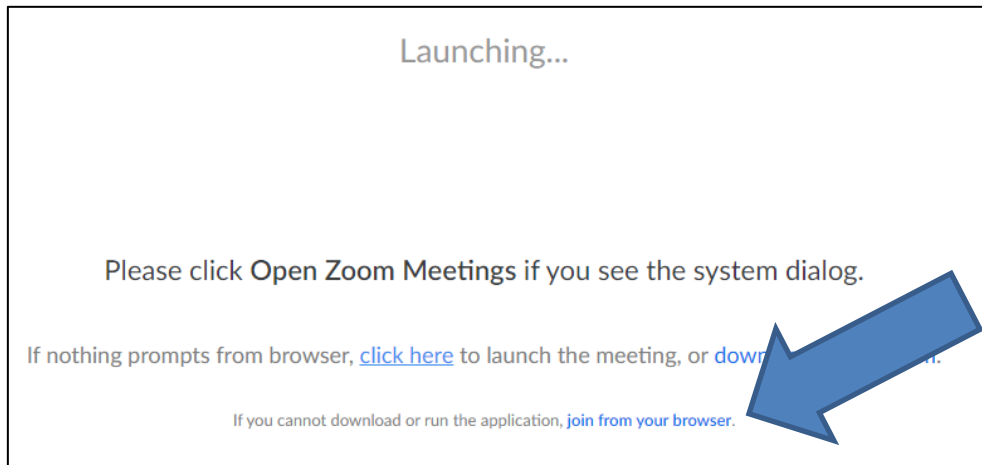 Launching...
Please click Open Zoom Meetings if you see the system dialog.
If nothing prompts from browser, click here to launch the meeting, or
If you cannot download or run the application, join from your browser.